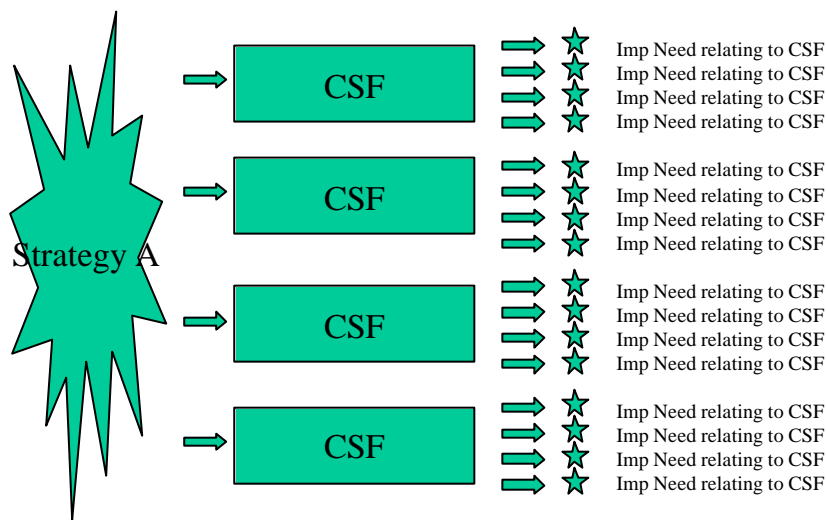 Strategy A
CSF
Imp Need relating to CSF
Imp Need relating to CSF
Imp Need relating to CSF
Imp Need relating to CSF
CSF
Imp Need relating to CSF
Imp Need relating to CSF
Imp Need relating to CSF
Imp Need relating to CSF
CSF
Imp Need relating to CSF
Imp Need relating to CSF
Imp Need relating to CSF
Imp Need relating to CSF
CSF
Imp Need relating to CSF
Imp Need relating to CSF
Imp Need relating to CSF
Imp Need relating to CSF